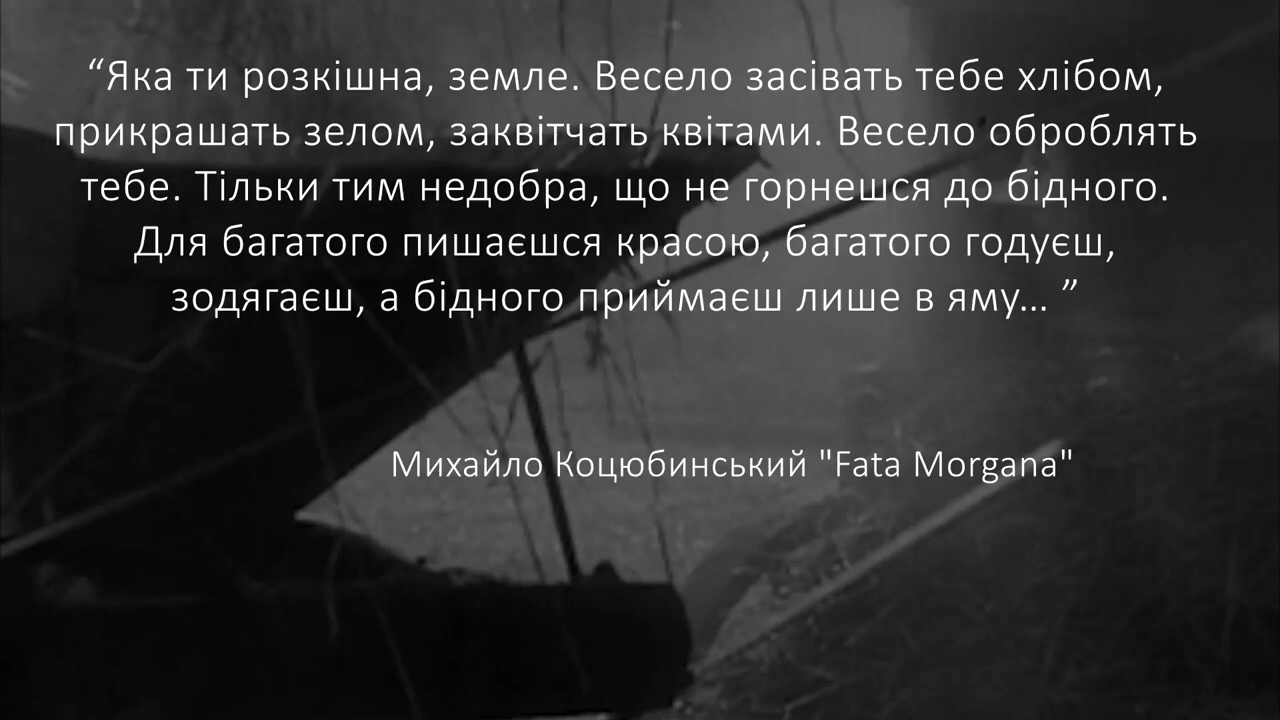 “Яка ти розкішна, земле. Весело засівать тебе хлібом,
прикрашать зелом, заквітчать квітами. Весело оброблять
тебе. Тільки тим недобра, що не горнешся до бідного.
Для багатого пишаєшся красою, багатого годуєш,
зодягаєш, а бідного приймаєш лише в яму… ”
Михайло Коцюбинський "Fata Morgana"